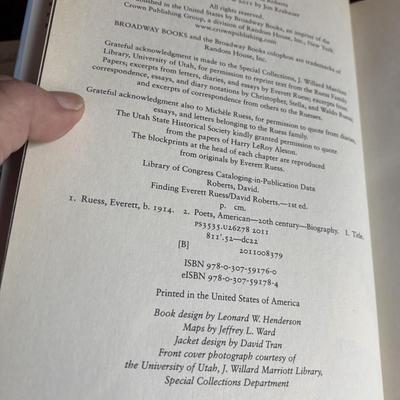 Roberts
© 2011 by Jon Krakauer
All rights reserved.
Published in the United States by Broadway Books, an imprint of the
Crown Publishing Group, a division of Random House, Inc., New York
www.crownpublishing.com
BROADWAY BOOKS and the Broadway Books colophon are trademarks of
Random House, Inc.
Grateful acknowledgment is made to the Special Collections, J. Willard Marriott
Library, University of Utah, for permission to reprint text from the Ruess Family
Papers; excerpts from letters, diaries, and essays by Everett Ruess; excerpts from
correspondence, essays, and diary notations by Christopher, Stella, and Waldo Ruess;
and excerpts of correspondence from others to the Ruesses.
Grateful acknowledgment also to Michèle Ruess, for permission to quote from diaries,
essays, and letters belonging to the Ruess family.
The Utah State Historical Society kindly granted permission to quote
from the papers of Harry LeRoy Aleson.
The blockprints at the head of each chapter are reproduced
from originals by Everett Ruess.
Library of Congress Cataloging-in-Publication Data
Roberts, David.
Finding Everett Ruess/David Roberts.—1st ed.
p. cm.
1. Ruess, Everett, b. 1914. 2. Poets, American—20th century—Biography. I. Title.
PS3535.U26Z78 2011
811'.52—dc22
[B] 2011008379
ISBN 978-0-307-59176-0
eISBN 978-0-307-59178-4
Printed in the United States of America
Book design by Leonard W. Henderson
Maps by Jeffrey L. Ward
Jacket design by David Tran
Front cover photograph courtesy of
the University of Utah, J. Willard Marriott Library,
Special Collections Department